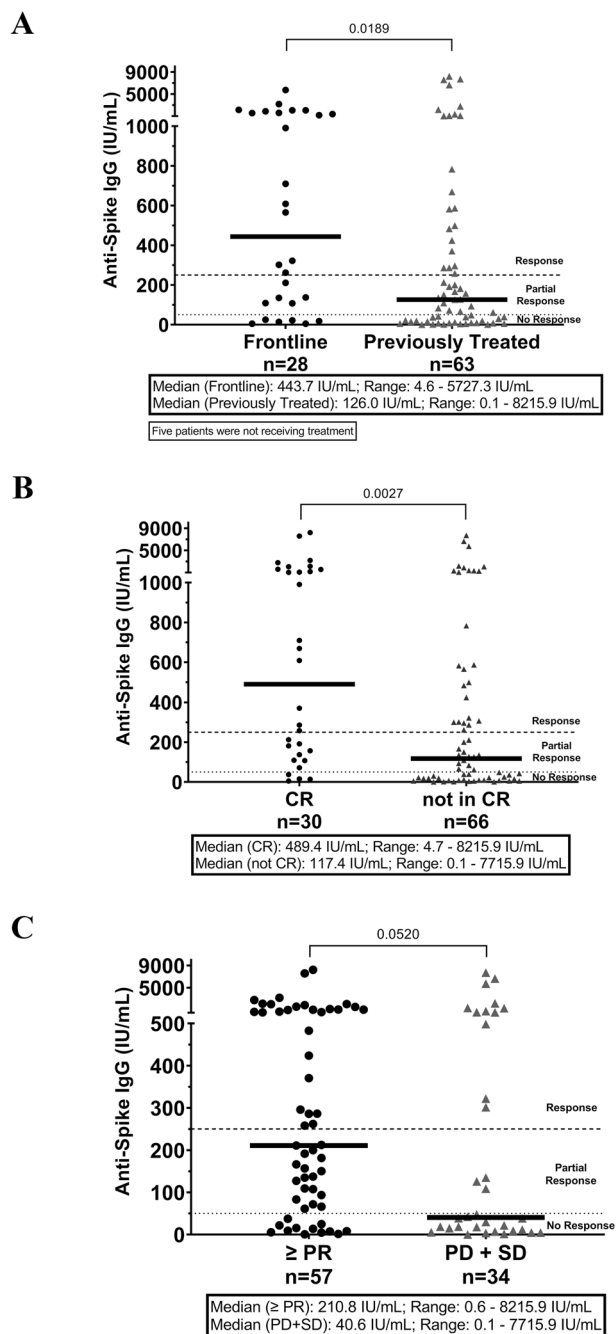 A
0.0189
Anti-Spike IgG (IU/mL)
9000
5000
1000
800
600
400
200
0
Response
Partial
Response
No Response
Frontline Previously Treated
n=28 n=63
Median (Frontline): 443.7 IU/mL; Range: 4.6 - 5727.3 IU/mL
Median (Previously Treated): 126.0 IU/mL; Range: 0.1 - 8215.9 IU/mL
Five patients were not receiving treatment
B
0.0027
Anti-Spike IgG (IU/mL)
9000
5000
1000
800
600
400
200
0
Response
Partial
Response
No Response
CR not in CR
n=30 n=66
Median (CR): 489.4 IU/mL; Range: 4.7 - 8215.9 IU/mL
Median (not CR): 117.4 IU/mL; Range: 0.1 - 7715.9 IU/mL
C
0.0520
Anti-Spike IgG (IU/mL)
9000
5000
500
400
300
200
100
0
Response
Partial
Response
No Response
≥ PR PD + SD
n=57 n=34
Median (≥ PR): 210.8 IU/mL; Range: 0.6 - 8215.9 IU/mL
Median (PD+SD): 40.6 IU/mL; Range: 0.1 - 7715.9 IU/mL